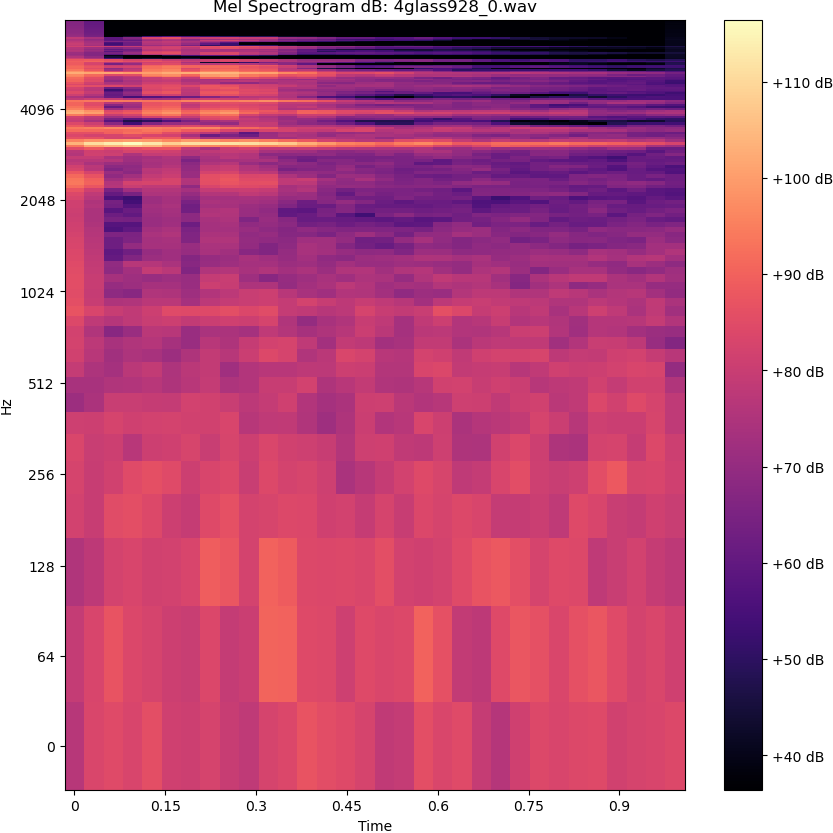 Mel Spectrogram dB: 4glass928_0.wav
Hz
4096
2048
1024
512
256
128
64
0
0 0.15 0.3 0.45 0.6 0.75 0.9
Time
+110 dB
+100 dB
+90 dB
+80 dB
+70 dB
+60 dB
+50 dB
+40 dB